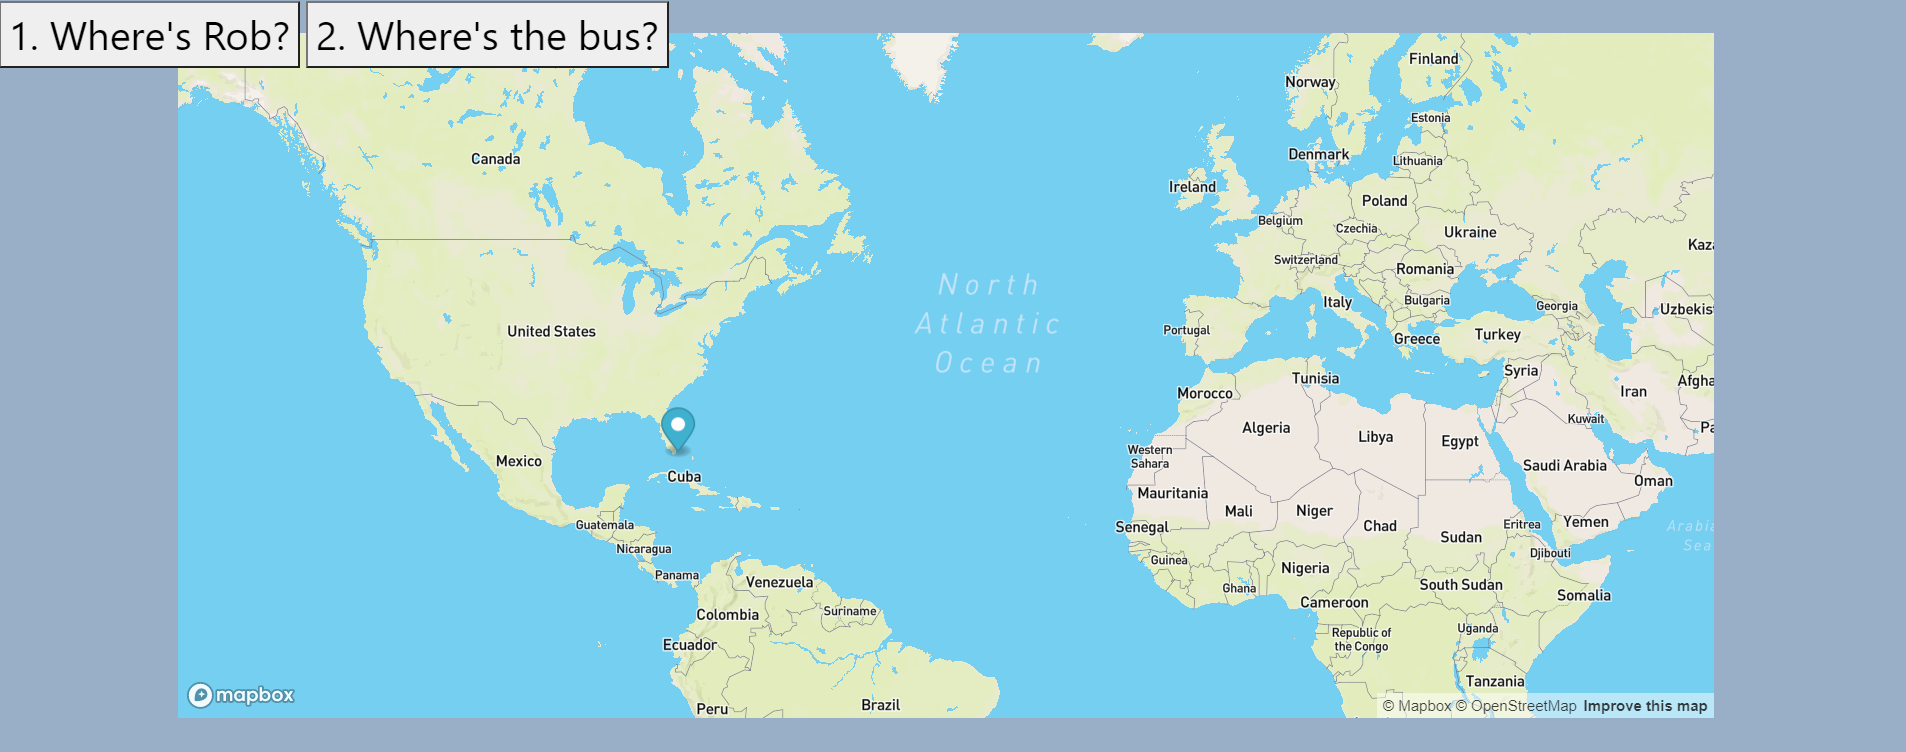 1. Where's Rob?
2. Where's the bus?
Finland
Norway
Estonia
Canada
Denmark
Lithuania
Ireland
Poland
Belgium
Czechia
Ukraine
Kaza
Switzerland
Romania
North
Atlantic
Ocean
Italy
Bulgaria
Georgia
Uzbekis
United States
Portugal
Greece
Turkey
Syria
Tunisia
Morocco
Iran
Afgha
Kuwait
Pa
Algeria
Libya
Egypt
Western
Sahara
Mexico
Saudi Arabia
Cuba
Oman
Mauritania
Mali
Niger
Chad
Yemen
Guatemala
Senegal
Eritrea
Sudan
Arabia
Sea
Nicaragua
Djibouti
Guinea
Nigeria
Panama
Venezuela
Ghana
South Sudan
Somalia
Cameroon
Colombia
Suriname
Uganda
Republic of
the Congo
Ecuador
Tanzania
mapbox
Peru
Brazil
© Mapbox © OpenStreetMap Improve this map